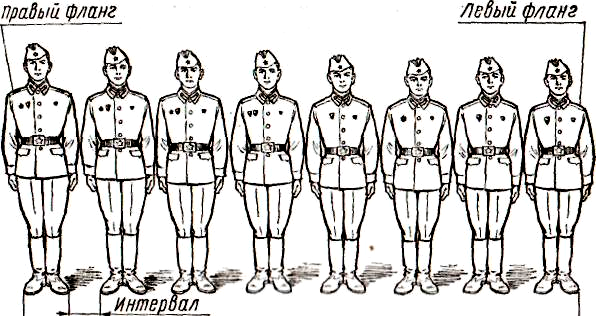 Правый фланг
Левый фланг
Интервал